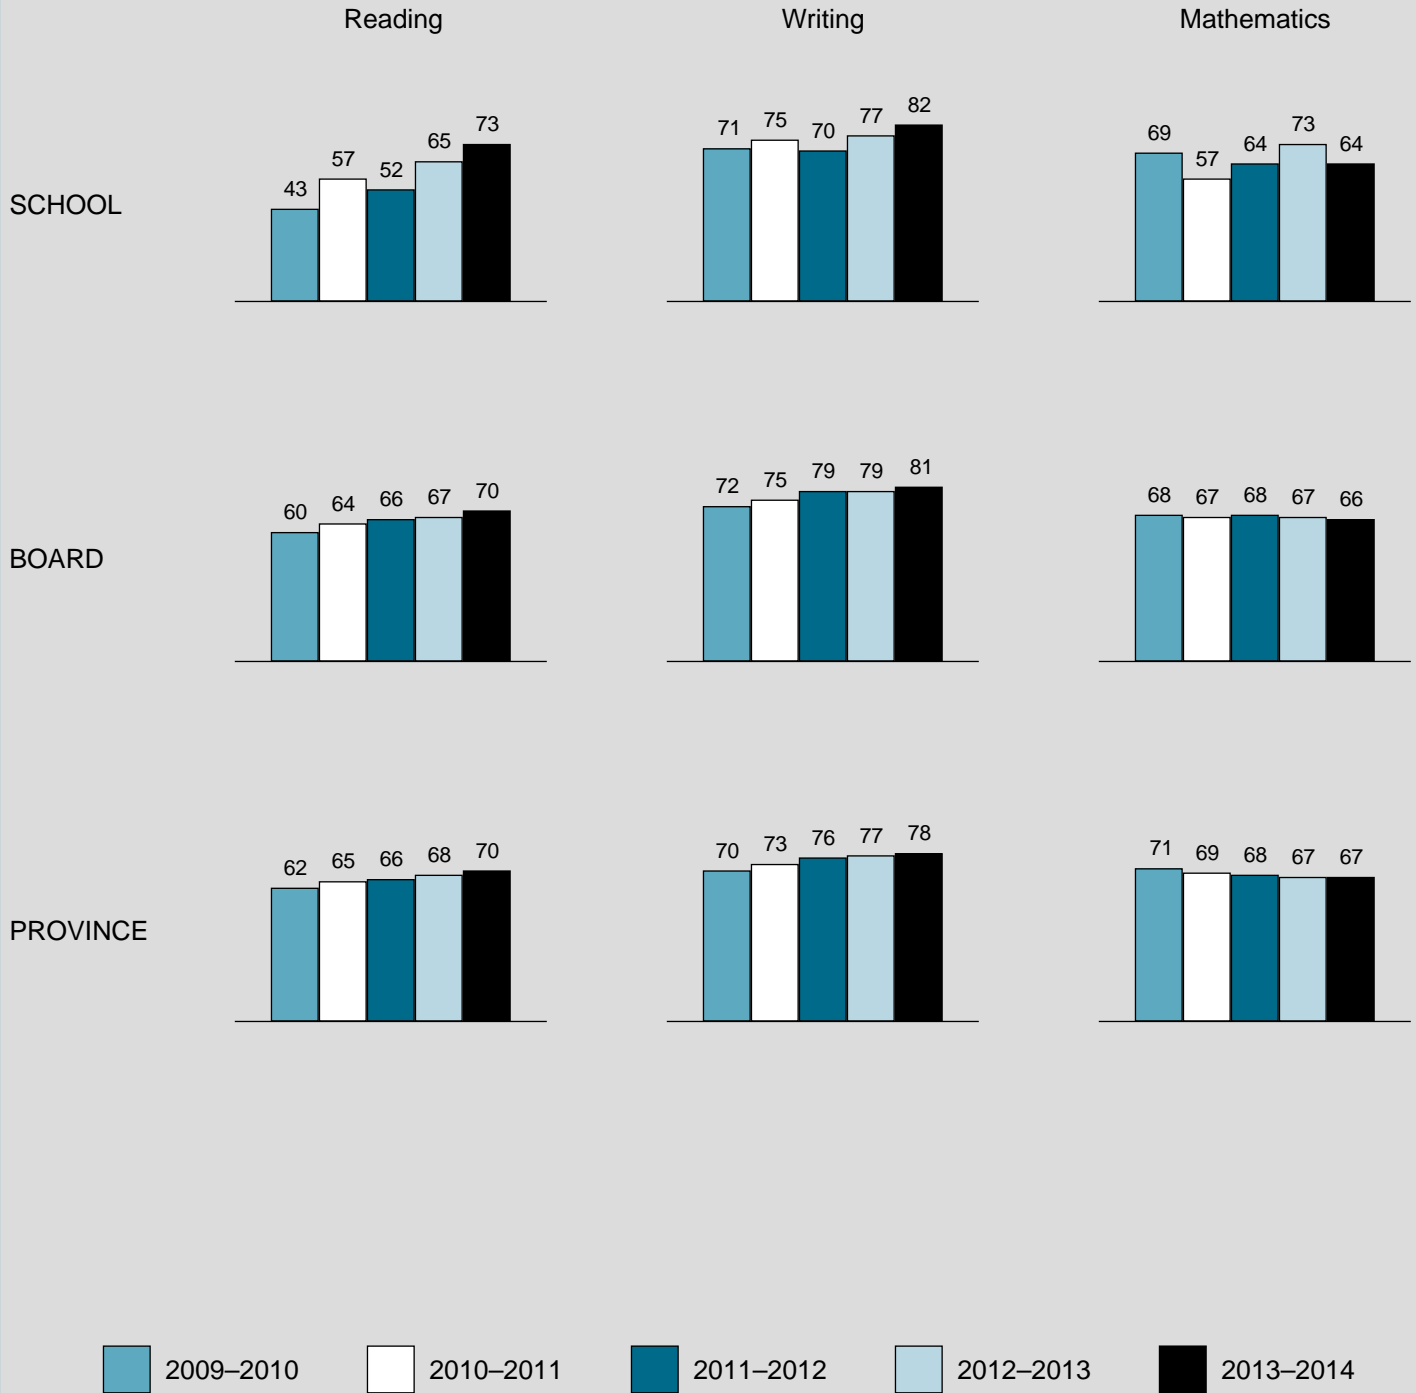 Reading Writing Mathematics
SCHOOL
43 57 52 65 73
71 75 70 77 82
69 57 64 73 64
BOARD
60 64 66 67 70
72 75 79 79 81
68 67 68 67 66
PROVINCE
62 65 66 68 70
70 73 76 77 78
71 69 68 67 67
2009–2010 2010–2011 2011–2012 2012–2013 2013–2014